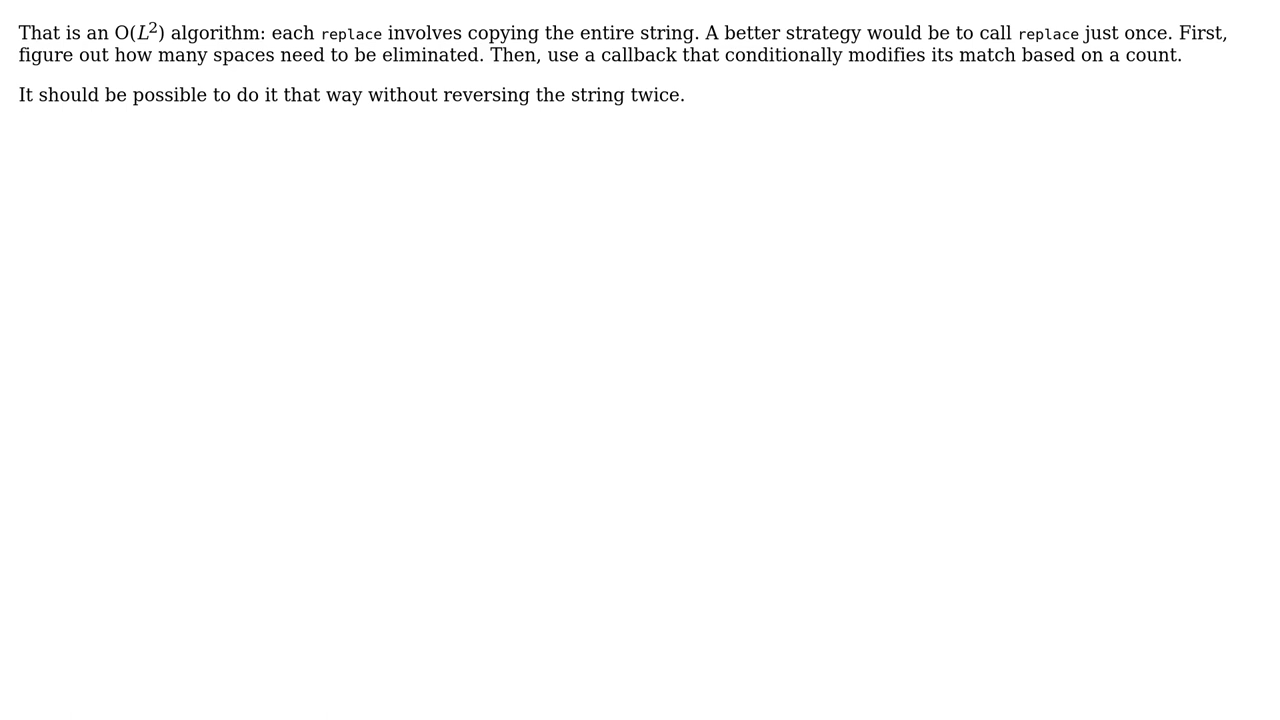 That is an O(L²) algorithm: each replace involves copying the entire string. A better strategy would be to call replace just once. First,
figure out how many spaces need to be eliminated. Then, use a callback that conditionally modifies its match based on a count.
It should be possible to do it that way without reversing the string twice.